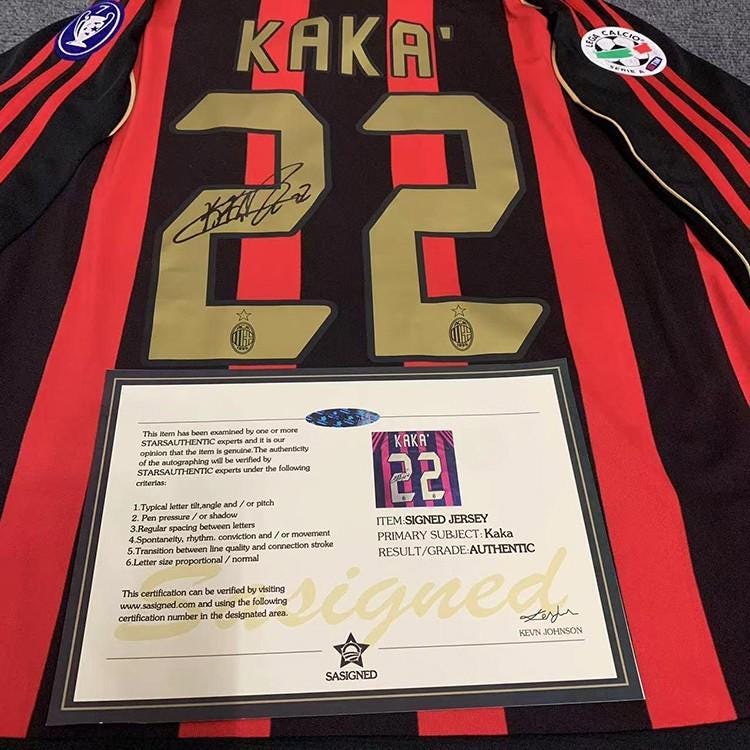 KAKA'
22
LEGA CALCIO
SERIE A TIM
This item has been examined by one or more
STARSAUTHENTIC experts and it is our
opinion that the item is genuine.The authenticity
of the autographing will be verified by
STARSAUTHENTIC experts under the following
criterias:
1.Typical letter tilt,angle and / or pitch
2. Pen pressure / or shadow
3.Regular spacing between letters
4.Spontaneity, rhythm. conviction and / or movement
5.Transition between line quality and connection stroke
6.Letter size proportional / normal
This certification can be verified by visiting
www.sasigned.com and using the following
certification number in the designated area.
KAKA'
22
ITEM:SIGNED JERSEY
PRIMARY SUBJECT: Kaka
RESULT/GRADE:AUTHENTIC
Sasigned
KEVN JOHNSON
SASIGNED